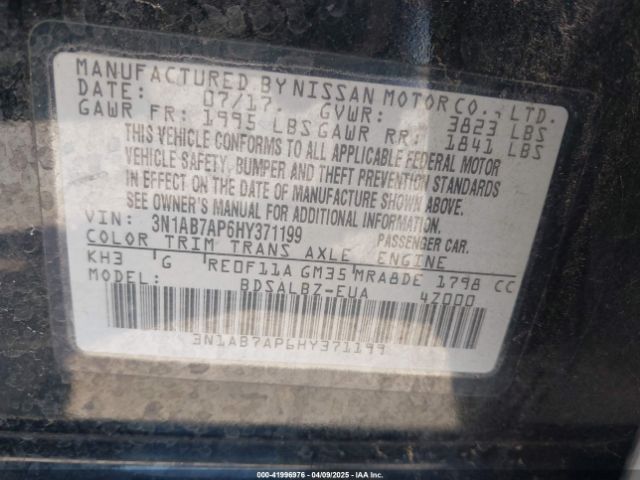 MANUFACTURED BY NISSAN MOTOR CO., LTD.
DATE: 07/17. GVWR: 3823 LBS
GAWR FR: 1995 LBS GAWR RR: 1841 LBS
THIS VEHICLE CONFORMS TO ALL APPLICABLE FEDERAL MOTOR
VEHICLE SAFETY, BUMPER AND THEFT PREVENTION STANDARDS
IN EFFECT ON THE DATE OF MANUFACTURE SHOWN ABOVE.
SEE OWNER'S MANUAL FOR ADDITIONAL INFORMATION.
VIN: 3N1AB7AP6HY371199 PASSENGER CAR.
COLOR TRIM TRANS AXLE ENGINE
KH3 G RE0F11A GM35 MRA8DE 1798 CC
MODEL: BDSALBZ-EUA 4Z000
3N1AB7AP6HY371199
000-41996976 - 04/09/2025 - IAA Inc.